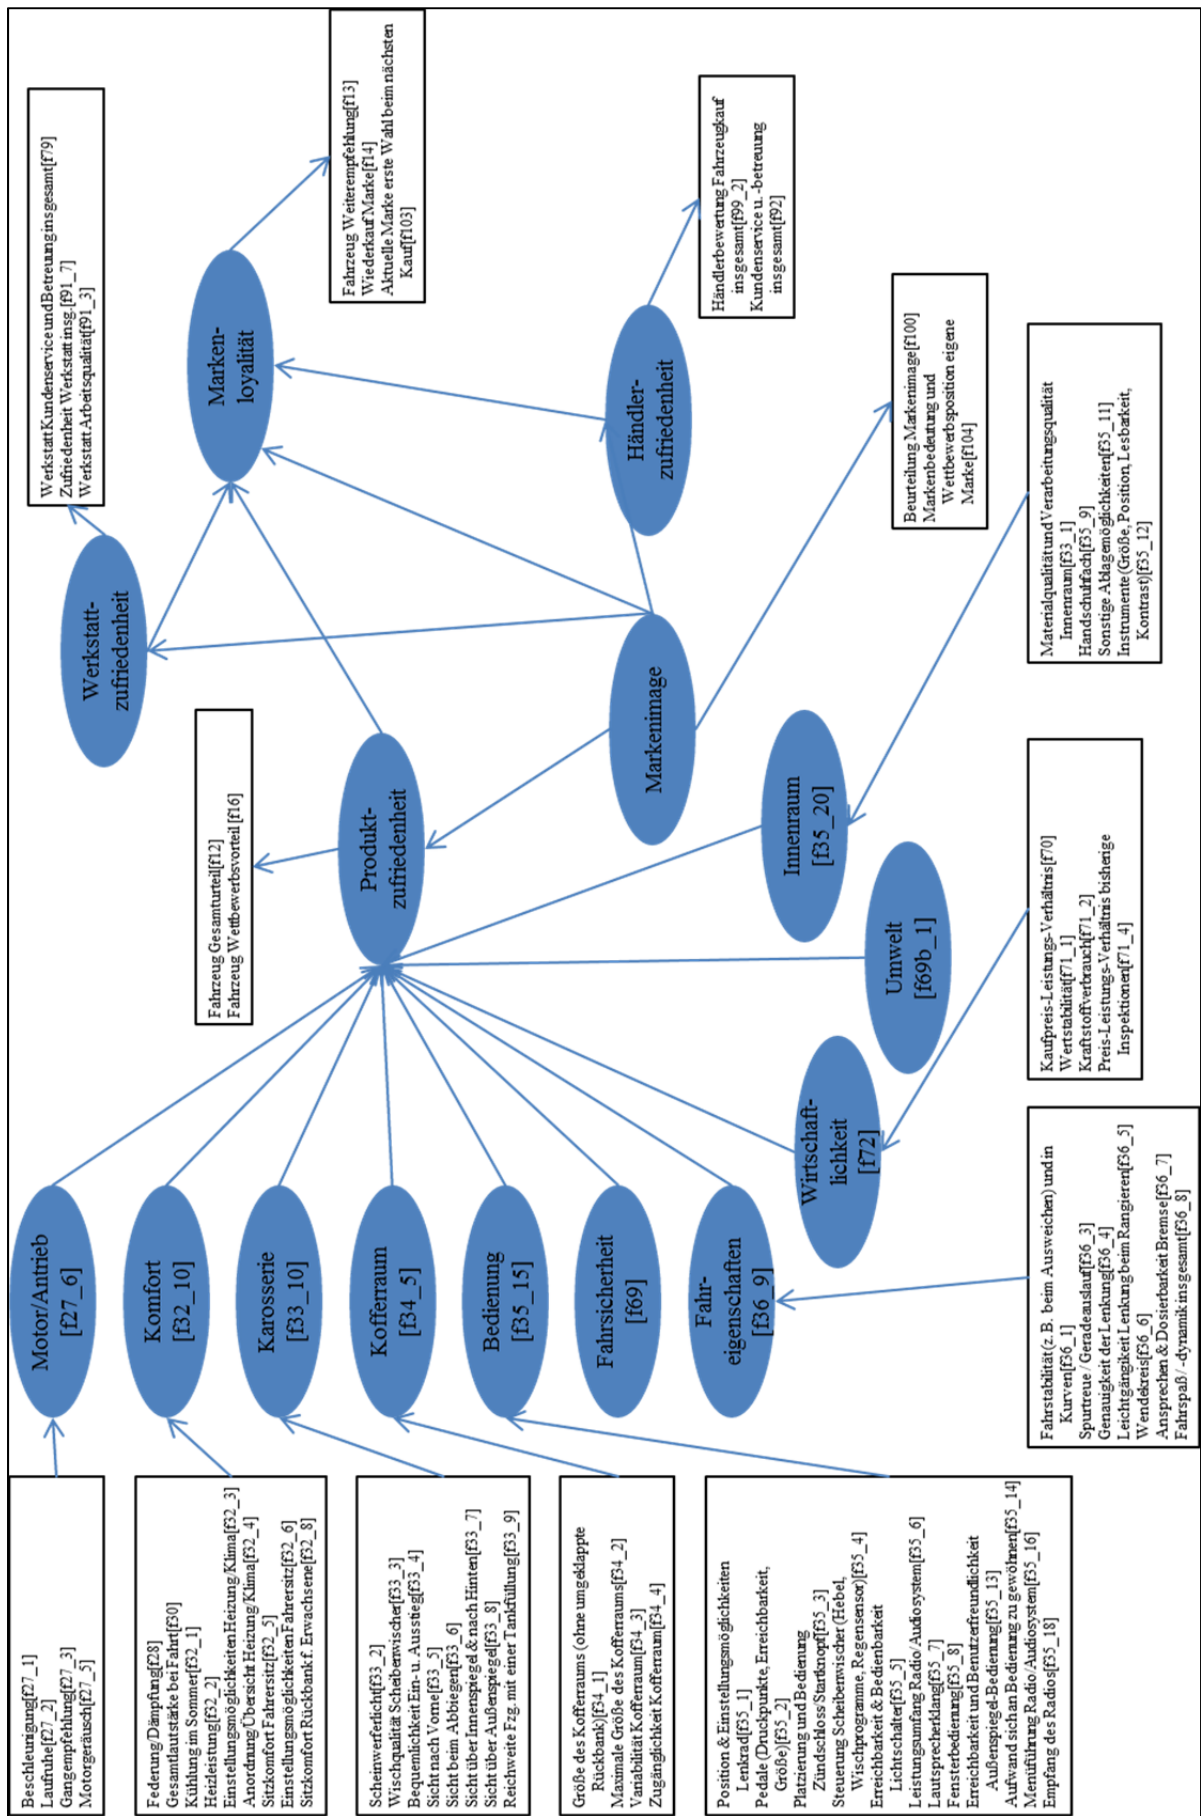 Beschleunigung[f27_1]
Laufruhe[f27_2]
Gangempfehlung[f27_3]
Motorgeräusch[f27_5]
Federung/Dämpfung[f28]
Gesamtlautstärke bei Fahrt[f30]
Kühlung im Sommer[f32_1]
Heizleistung[f32_2]
Einstellungsmöglichkeiten Heizung/Klima[f32_3]
Anordnung/Übersicht Heizung/Klima[f32_4]
Sitzkomfort Fahrersitz[f32_5]
Einstellungsmöglichkeiten Fahrersitz[f32_6]
Sitzkomfort Rückbank f. Erwachsene[f32_8]
Scheinwerferlicht[f33_2]
Wischqualität Scheibenwischer[f33_3]
Bequemlichkeit Ein- u. Ausstieg[f33_4]
Sicht nach Vorne[f33_5]
Sicht beim Abbiegen[f33_6]
Sicht über Innenspiegel & nach Hinten[f33_7]
Sicht über Außenspiegel[f33_8]
Reichweite Fzg. mit einer Tankfüllung[f33_9]
Größe des Kofferraums (ohne umgeklappte
Rückbank)[f34_1]
Maximale Größe des Kofferraums[f34_2]
Variabilität Kofferraum[f34_3]
Zugänglichkeit Kofferraum[f34_4]
Position & Einstellungsmöglichkeiten
Lenkrad[f35_1]
Pedale (Druckpunkte, Erreichbarkeit,
Größe)[f35_2]
Platzierung und Bedienung
Zündschloss/Startknopf[f35_3]
Steuerung Scheibenwischer (Hebel,
Wischprogramme, Regensensor)[f35_4]
Erreichbarkeit & Bedienbarkeit
Lichtschalter[f35_5]
Leistungsumfang Radio/Audiosystem[f35_6]
Lautsprecherklang[f35_7]
Fensterbedienung[f35_8]
Erreichbarkeit und Benutzerfreundlichkeit
Außenspiegel-Bedienung[f35_13]
Aufwand sich an Bedienung zu gewöhnen[f35_14]
Menüführung Radio/Audiosystem[f35_16]
Empfang des Radios[f35_18]
Motor/Antrieb
[f27_6]
Komfort
[f32_10]
Karosserie
[f33_10]
Kofferraum
[f34_5]
Bedienung
[f35_15]
Fahrsicherheit
[f69]
Fahr-
eigenschaften
[f36_9]
Wirtschaft-
lichkeit
[f72]
Umwelt
[f69b_1]
Innenraum
[f35_20]
Fahrstabilität (z. B. beim Ausweichen) und in
Kurven[f36_1]
Spurtreue / Geradeauslauf[f36_3]
Genauigkeit der Lenkung[f36_4]
Leichtgängikeit Lenkung beim Rangieren[f36_5]
Wendekreis[f36_6]
Ansprechen & Dosierbarkeit Bremse[f36_7]
Fahrspaß/ -dynamik insgesamt[f36_8]
Kaufpreis-Leistungs-Verhältnis[f70]
Wertstabilität[f71_1]
Kraftstoffverbrauch[f71_2]
Preis-Leistungs-Verhältnis bisherige
Inspektionen[f71_4]
Materialqualität und Verarbeitungsqualität
Innenraum[f33_1]
Handschuhfach[f35_9]
Sonstige Ablagemöglichkeiten[f35_11]
Instrumente (Größe, Position, Lesbarkeit,
Kontrast)[f35_12]
Fahrzeug Gesamturteil[f12]
Fahrzeug Wettbewerbsvorteil [f16]
Produkt-
zufriedenheit
Markenimage
Beurteilung Markenimage[f100]
Markenbedeutung und
Wettbewerbsposition eigene
Marke[f104]
Werkstatt-
zufriedenheit
Werkstatt Kundenservice und Betreuung insgesamt[f79]
Zufriedenheit Werkstatt insg.[f91_7]
Werkstatt Arbeitsqualität[f91_3]
Marken-
loyalität
Fahrzeug Weiterempfehlung[f13]
Wiederkauf Marke[f14]
Aktuelle Marke erste Wahl beim nächsten
Kauf[f103]
Händler-
zufriedenheit
Händlerbewertung Fahrzeugkauf
insgesamt[f99_2]
Kundenservice u. -betreuung
insgesamt[f92]